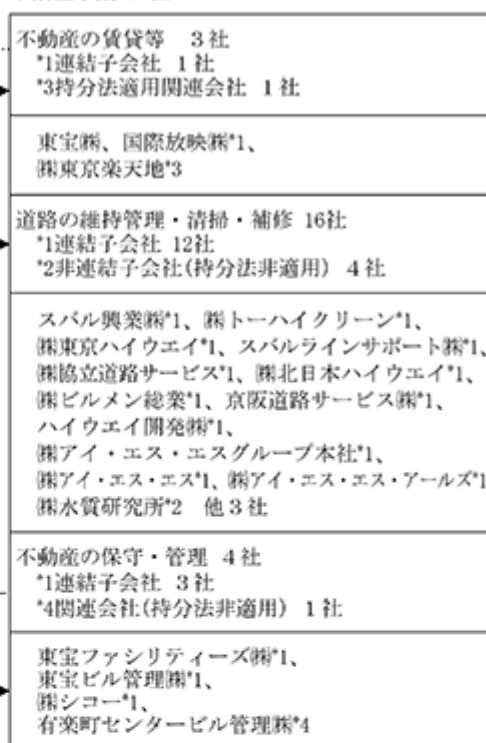 不動産の賃貸等　3社
*1連結子会社 1社
*3持分法適用関連会社 1社
東宝㈱、国際放映㈱*1、
㈱東京楽天地*3
道路の維持管理・清掃・補修 16社
*1連結子会社 12社
*2非連結子会社(持分法非適用) 4社
スバル興業㈱*1、㈱トーハイクリーン*1、
㈱東京ハイウエイ*1、スバルラインサポート㈱*1、
㈱協立道路サービス*1、㈱北日本ハイウエイ*1、
㈱ビルメン総業*1、京阪道路サービス㈱*1、
ハイウエイ開発㈱*1、
㈱アイ・エス・エスグループ本社*1、
㈱アイ・エス・エス*1、㈱アイ・エス・エス・アールズ*1
㈱水質研究所*2　他3社
不動産の保守・管理 4社
*1連結子会社 3社
*4関連会社(持分法非適用) 1社
東宝ファシリティーズ㈱*1、
東宝ビル管理㈱*1、
㈱シコー*1、
有楽町センタービル管理㈱*4